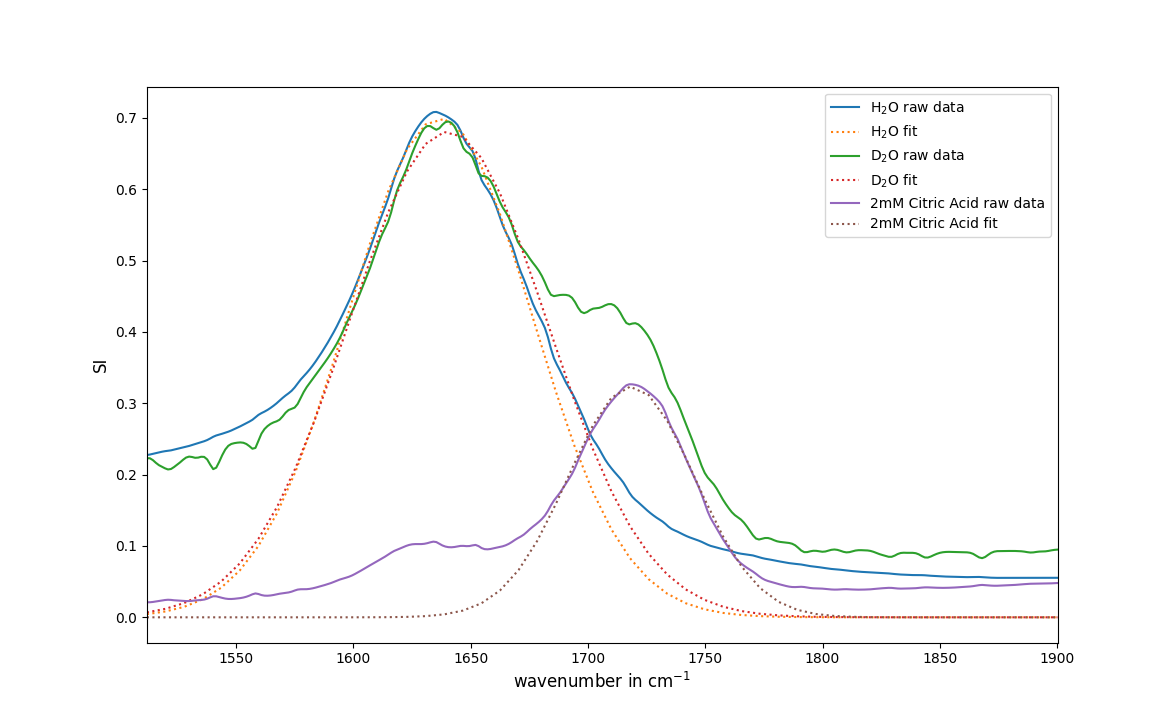 0.7
0.6
0.5
0.4
0.3
0.2
0.1
0.0
SI
1550 1600 1650 1700 1750 1800 1850 1900
wavenumber in cm⁻¹
H₂O raw data
H₂O fit
D₂O raw data
D₂O fit
2mM Citric Acid raw data
2mM Citric Acid fit